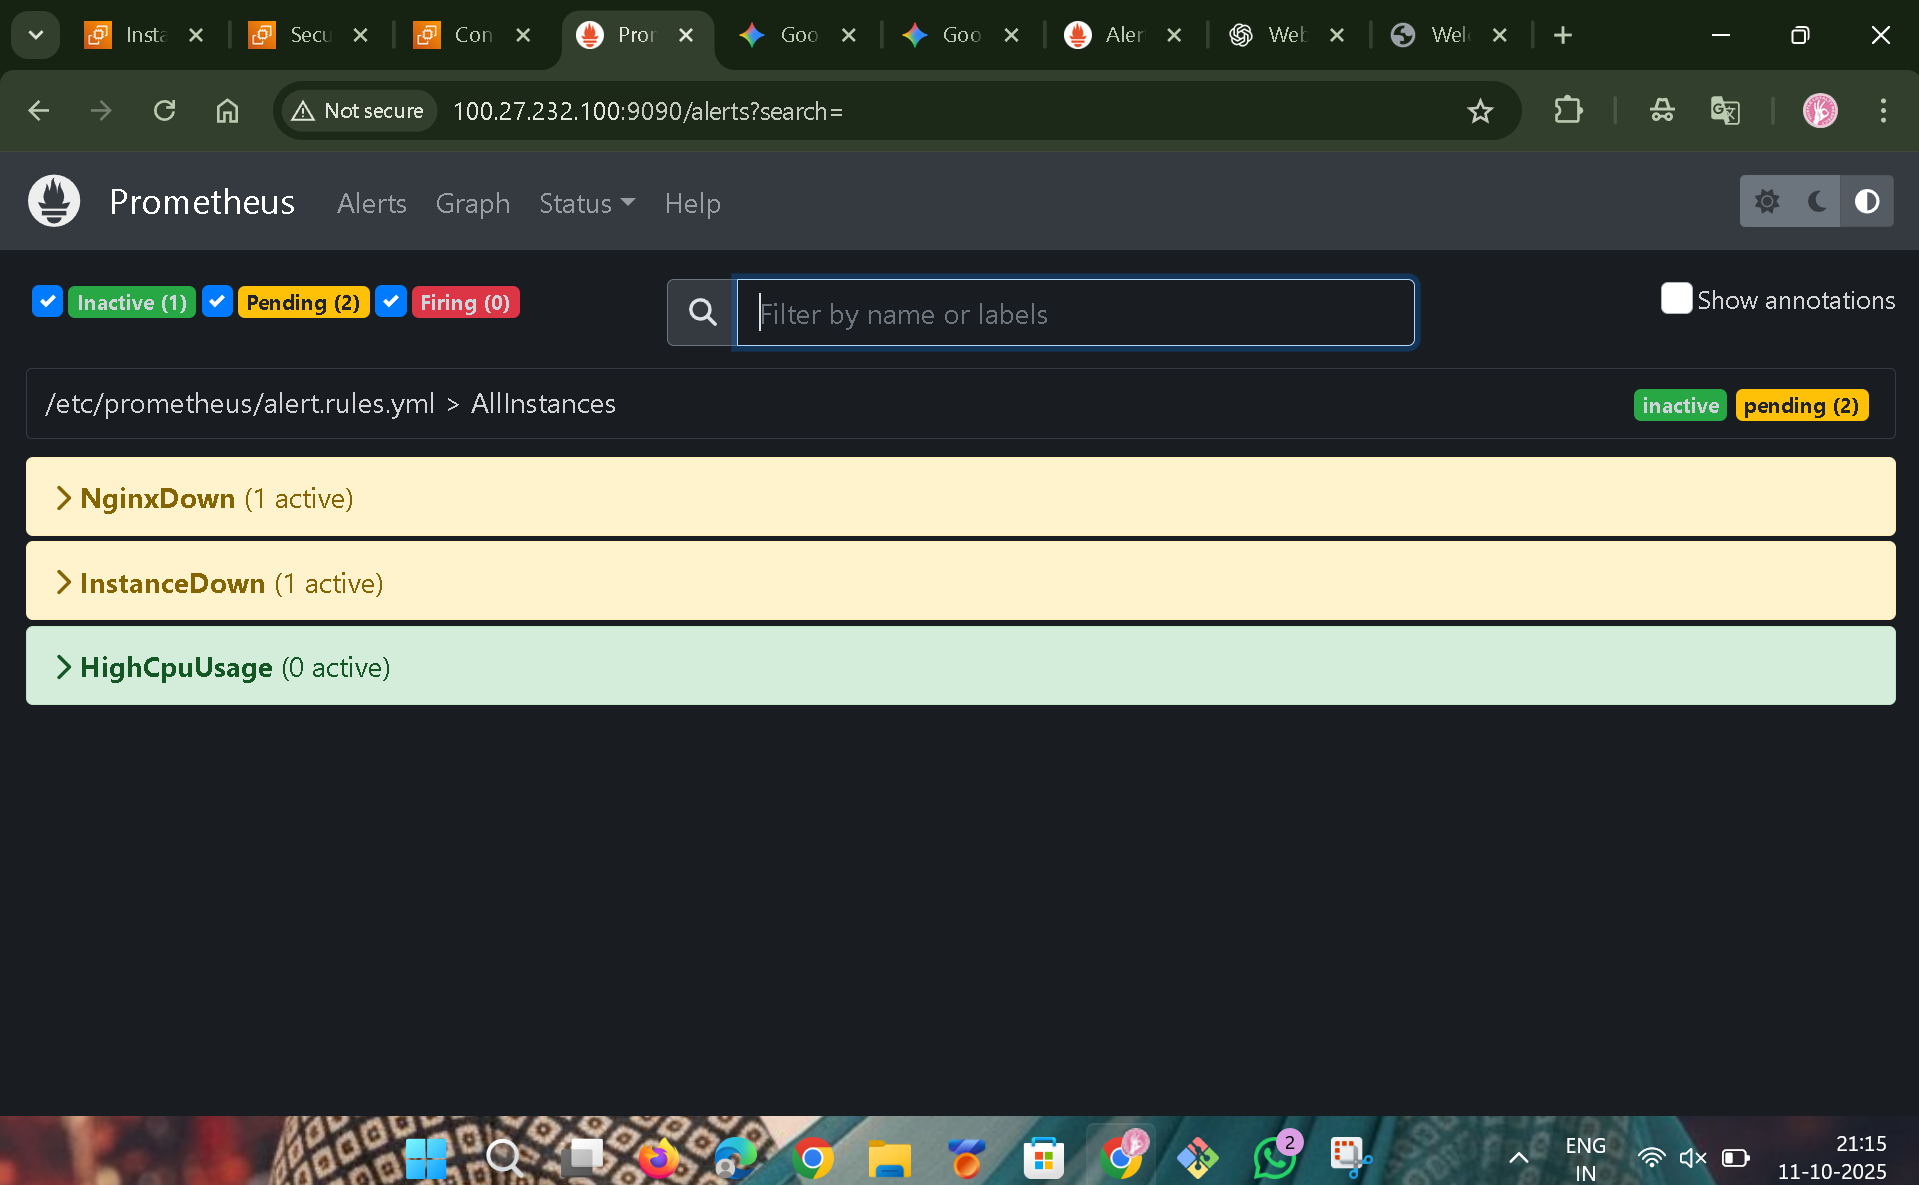 Insta
Secu
Con
Pror
Goo
Goo
Aler
Web
Wel
Not secure
100.27.232.100:9090/alerts?search=
Prometheus
Alerts
Graph
Status
Help
Inactive (1)
Pending (2)
Firing (0)
Filter by name or labels
Show annotations
/etc/prometheus/alert.rules.yml > AllInstances
inactive
pending (2)
NginxDown (1 active)
InstanceDown (1 active)
HighCpuUsage (0 active)
2
ENG
IN
21:15
11-10-2025